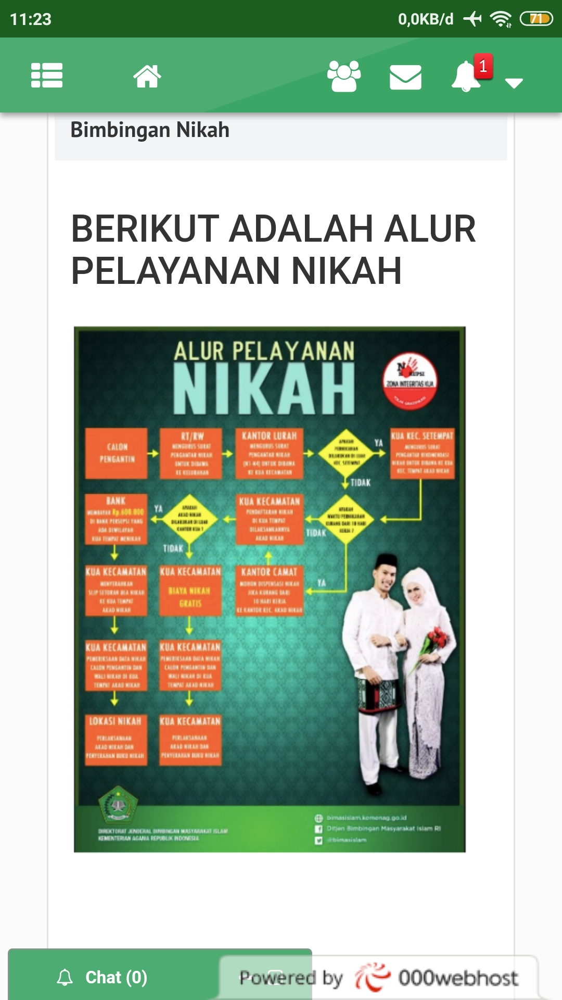 11:23
0,0KB/d
71
1
Bimbingan Nikah
BERIKUT ADALAH ALUR
PELAYANAN NIKAH
ALUR PELAYANAN
NIKAH
ZONA INTEGRITAS KUA
CALON
PENGANTIN
RT/RW
MENGURUS SURAT
PENGANTAR NIKAH
UNTUK DIBAWA
KE KELURAHAN
KANTOR LURAH
MENGURUS SURAT
PENGANTAR NIKAH
(N1-N4) UNTUK DIBAWA
KE KUA KECAMATAN
APAKAH
PERNIKAHAN
DILAKUKAN DI LUAR
KEC. SETEMPAT
YA
TIDAK
KUA KEC. SETEMPAT
MENGURUS SURAT
PENGANTAR REKOMENDASI
NIKAH UNTUK DIBAWA KE KUA
KEC. TEMPAT AKAD NIKAH
BANK
MEMBAYAR Rp.600.000
DI BANK PERSEPSI YANG
ADA DIWILAYAH
KUA TEMPAT MENIKAH
YA
APAKAH
AKAD NIKAH
DILAKUKAN DI LUAR
KANTOR KUA ?
TIDAK
KUA KECAMATAN
PENDAFTARAN NIKAH
DI KUA TEMPAT
DILAKSANKANNYA
AKAD NIKAH
TIDAK
APAKAH
WAKTU PERNIKAHAN
KURANG DARI 10 HARI
KERJA ?
KUA KECAMATAN
MENYERAHKAN
SLIP SETORAN BEA NIKAH
KE KUA TEMPAT
AKAD NIKAH
KUA KECAMATAN
BIAYA NIKAH
GRATIS
KANTOR CAMAT
MOHON DISPENSASI NIKAH
JIKA KURANG DARI
10 HARI KERJA
KE KANTOR KEC. AKAD NIKAH
YA
KUA KECAMATAN
PEMERIKSAAN DATA NIKAH
CALON PENGANTIN DAN
WALI NIKAH DI KUA
TEMPAT AKAD NIKAH
KUA KECAMATAN
PEMERIKSAAN DATA NIKAH
CALON PENGANTIN DAN
WALI NIKAH DI KUA
TEMPAT AKAD NIKAH
LOKASI NIKAH
PERLAKSANAAN
AKAD NIKAH DAN
PENYERAHAN BUKU NIKAH
KUA KECAMATAN
PERLAKSANAAN
AKAD NIKAH DAN
PENYERAHAN BUKU NIKAH
DIREKTORAT JENDERAL BIMBINGAN MASYARAKAT ISLAM
KEMENTERIAN AGAMA REPUBLIK INDONESIA
bimasislam.kemenag.go.id
Ditjen Bimbingan Masyarakat Islam RI
@bimasislam
Chat (0)
Powered by 000webhost